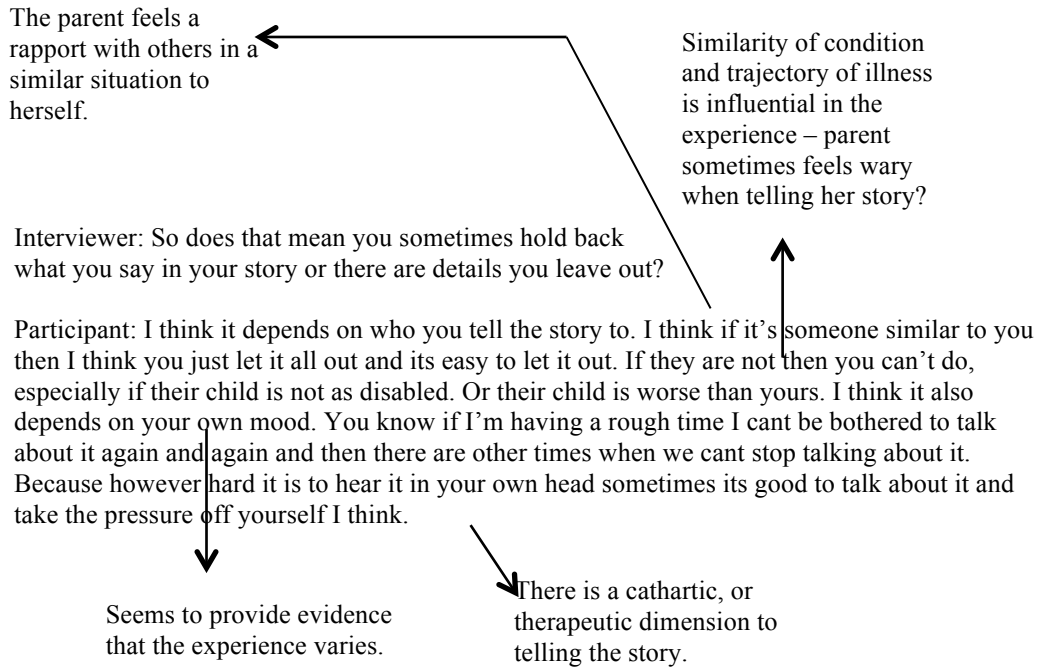 The parent feels a
rapport with others in a
similar situation to
herself.
Similarity of condition
and trajectory of illness
is influential in the
experience – parent
sometimes feels wary
when telling her story?
Interviewer: So does that mean you sometimes hold back
what you say in your story or there are details you leave out?
Participant: I think it depends on who you tell the story to. I think if it’s someone similar to you
then I think you just let it all out and its easy to let it out. If they are not then you can’t do,
especially if their child is not as disabled. Or their child is worse than yours. I think it also
depends on your own mood. You know if I’m having a rough time I cant be bothered to talk
about it again and again and then there are other times when we cant stop talking about it.
Because however hard it is to hear it in your own head sometimes its good to talk about it and
take the pressure off yourself I think.
Seems to provide evidence
that the experience varies.
There is a cathartic, or
therapeutic dimension to
telling the story.